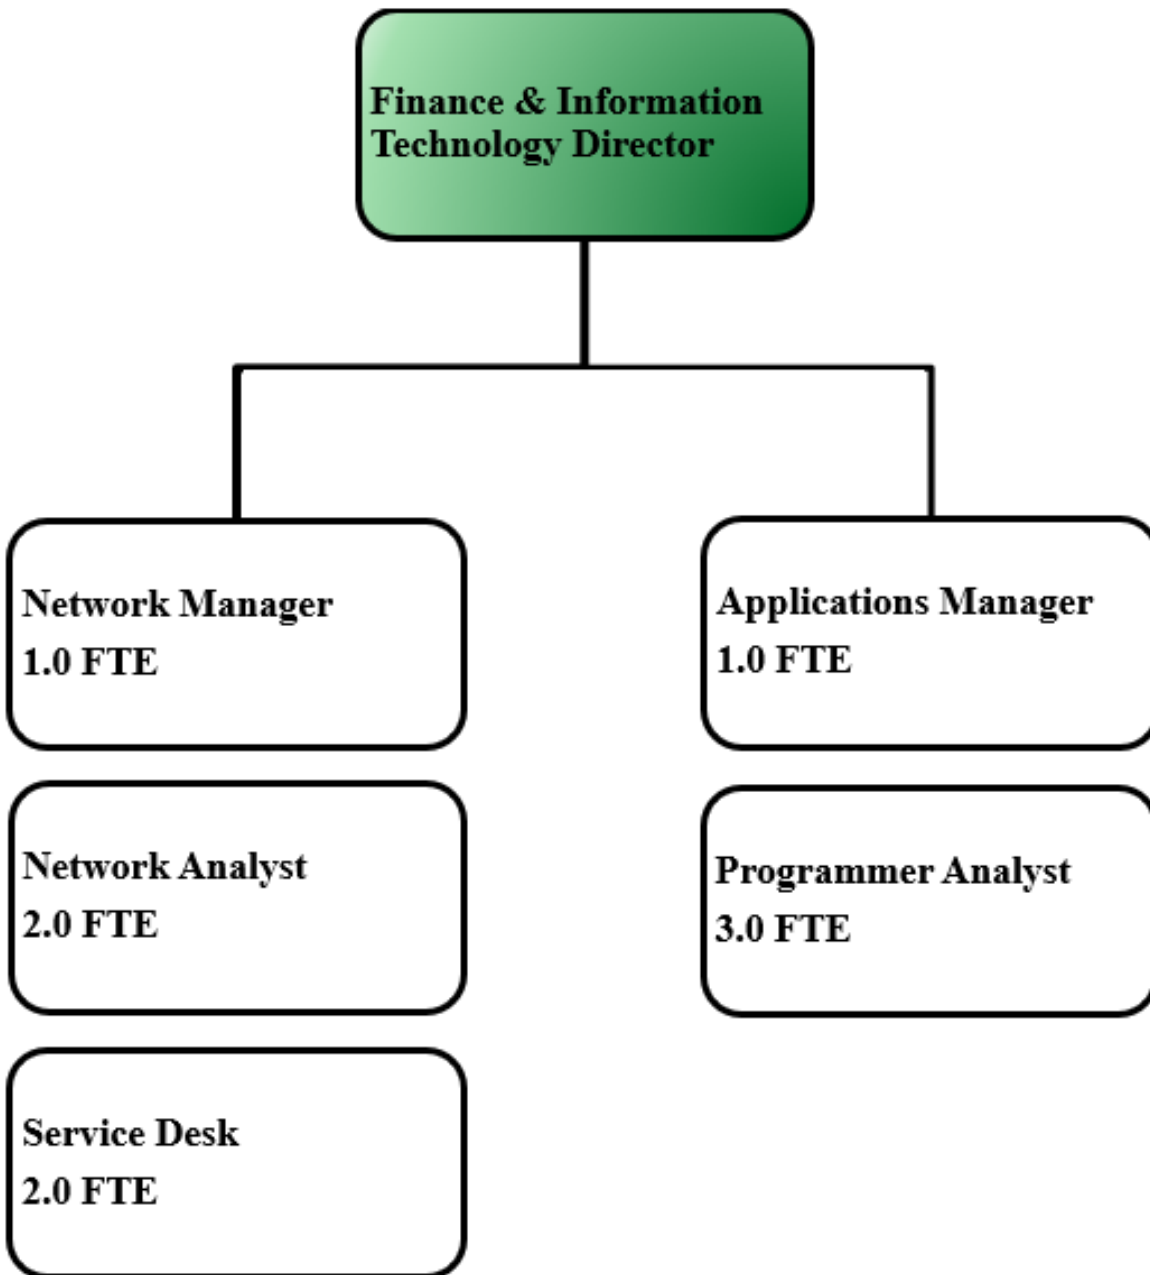 Finance & Information
Technology Director
Network Manager
1.0 FTE
Applications Manager
1.0 FTE
Network Analyst
2.0 FTE
Programmer Analyst
3.0 FTE
Service Desk
2.0 FTE